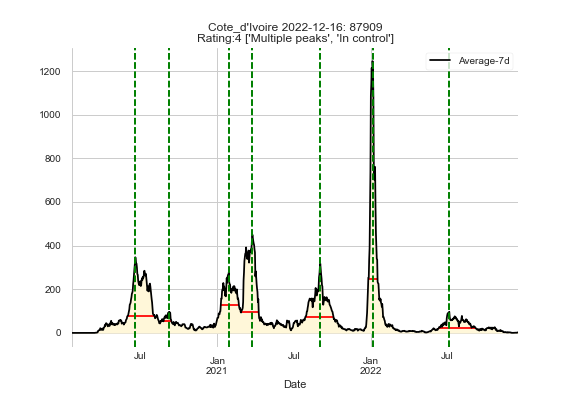 Cote_d'Ivoire 2022-12-16: 87909
Rating:4 ['Multiple peaks', 'In control']
Average-7d
1200
1000
800
600
400
200
0
Jul
Jan
2021
Jul
Jan
2022
Jul
Date